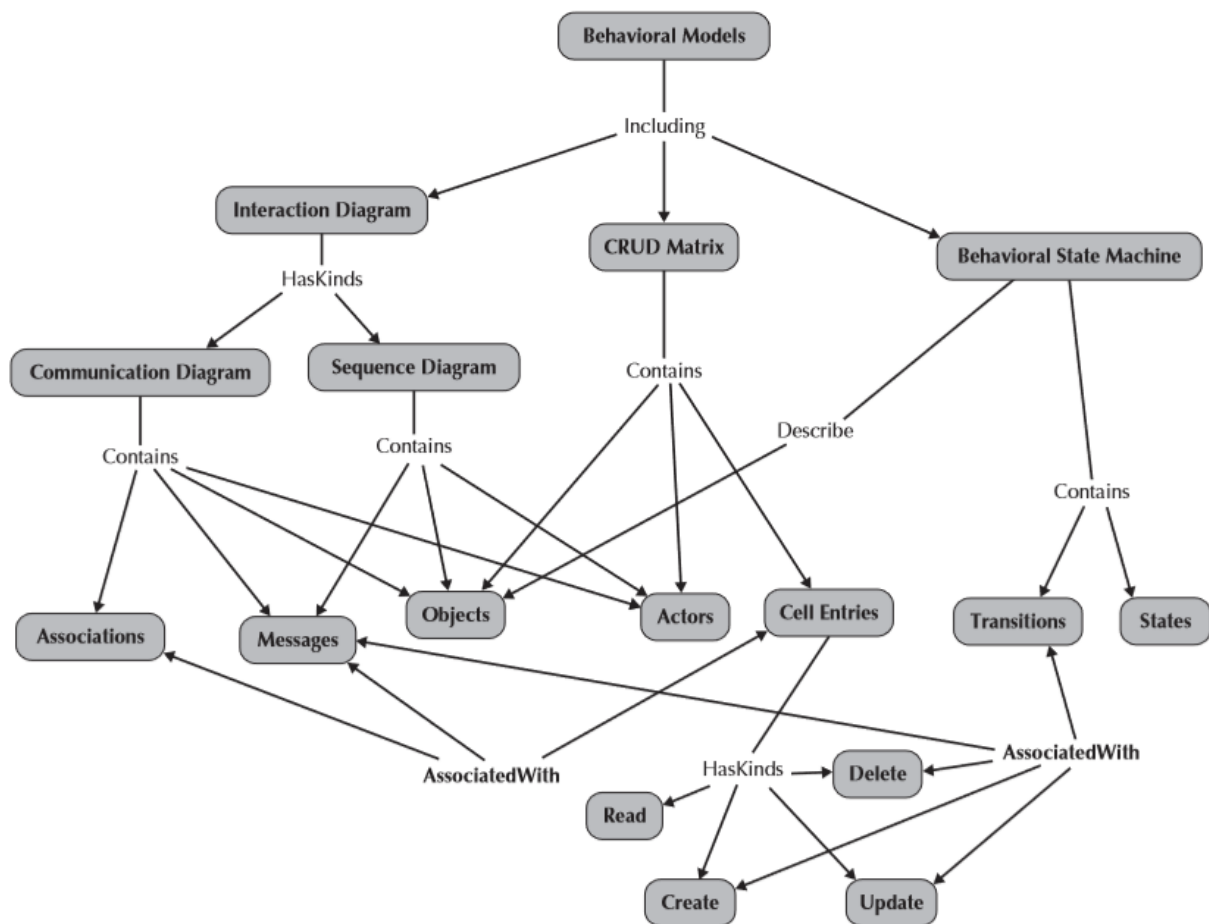 Behavioral Models
Including
Interaction Diagram
CRUD Matrix
Behavioral State Machine
HasKinds
Communication Diagram
Sequence Diagram
Contains
Describe
Contains
Contains
Contains
Associations
Messages
Objects
Actors
Cell Entries
Transitions
States
AssociatedWith
HasKinds
Delete
AssociatedWith
Read
Create
Update